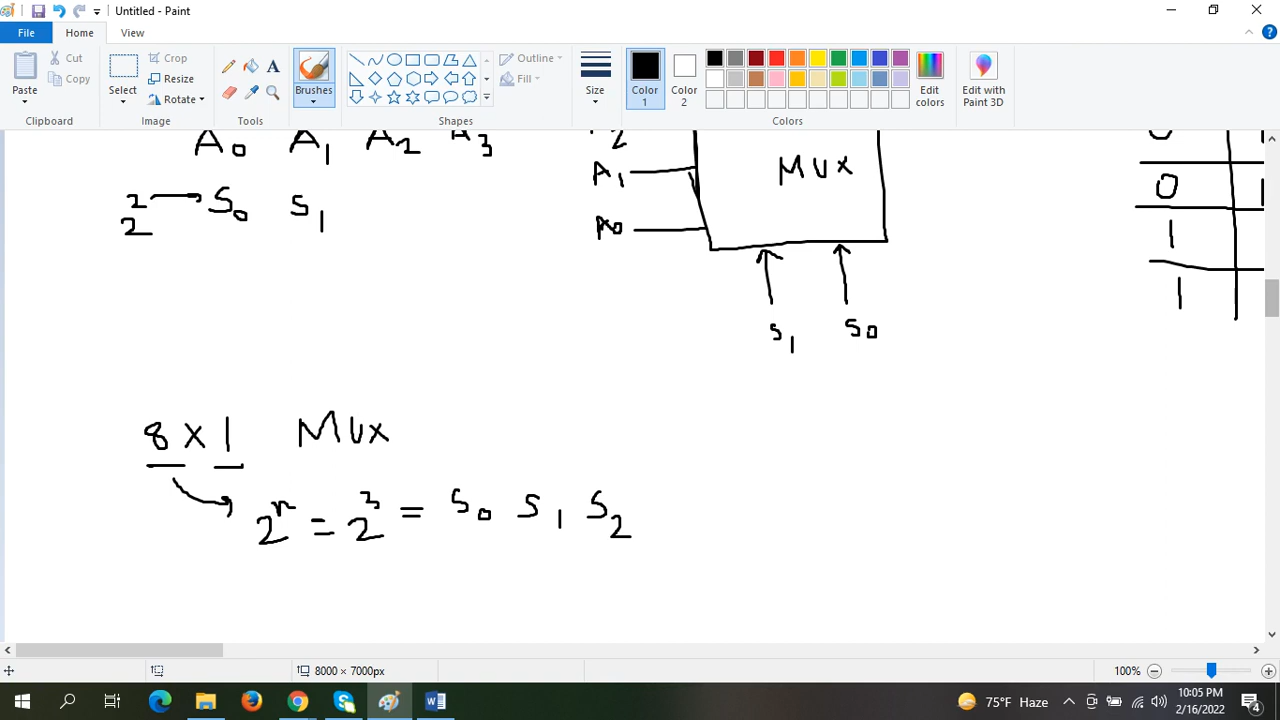 Untitled - Paint
File Home View
Paste Cut Copy Clipboard
Select Crop Resize Rotate Image
Tools
Brushes
Shapes
Outline
Fill
Size
Color 1
Color 2
Edit colors
Edit with Paint 3D
Colors
A0 A1 A2 A3
2^2 S0 S1
2
A1
A0
MUX
S1 S0
0
0 1
1
1
8 x 1 MUX
2^n = 2^3 = S0 S1 S2
8000 × 7000px
100%
75°F Haze
10:05 PM
2/16/2022
4